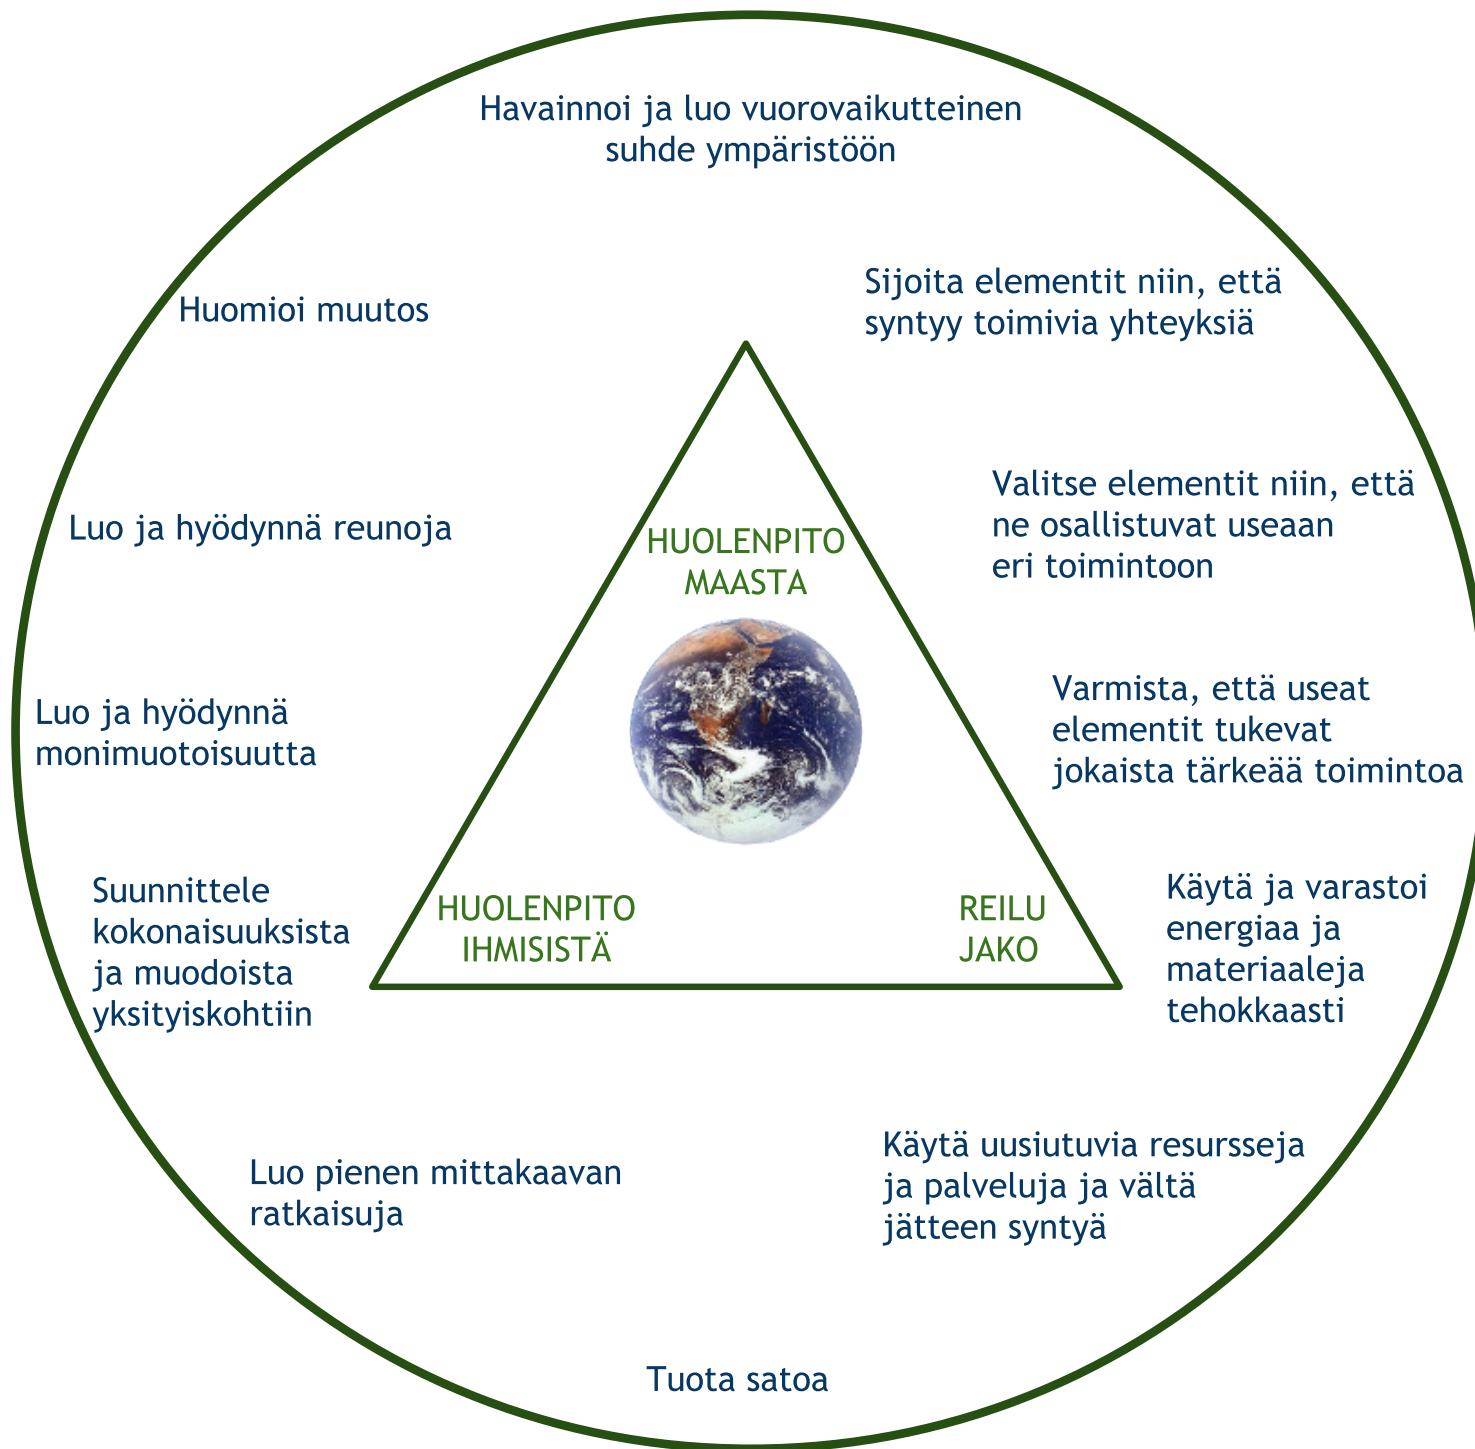 Havainnoi ja luo vuorovaikutteinen
suhde ympäristöön
Sijoita elementit niin, että
syntyy toimivia yhteyksiä
Valitse elementit niin, että
ne osallistuvat useaan
eri toimintoon
Varmista, että useat
elementit tukevat
jokaista tärkeää toimintoa
Käytä ja varastoi
energiaa ja
materiaaleja
tehokkaasti
Käytä uusiutuvia resursseja
ja palveluja ja vältä
jätteen syntyä
Tuota satoa
Luo pienen mittakaavan
ratkaisuja
Suunnittele
kokonaisuuksista
ja muodoista
yksityiskohtiin
Luo ja hyödynnä
monimuotoisuutta
Luo ja hyödynnä reunoja
Huomioi muutos
HUOLENPITO
MAASTA
HUOLENPITO
IHMISISTÄ
REILU
JAKO